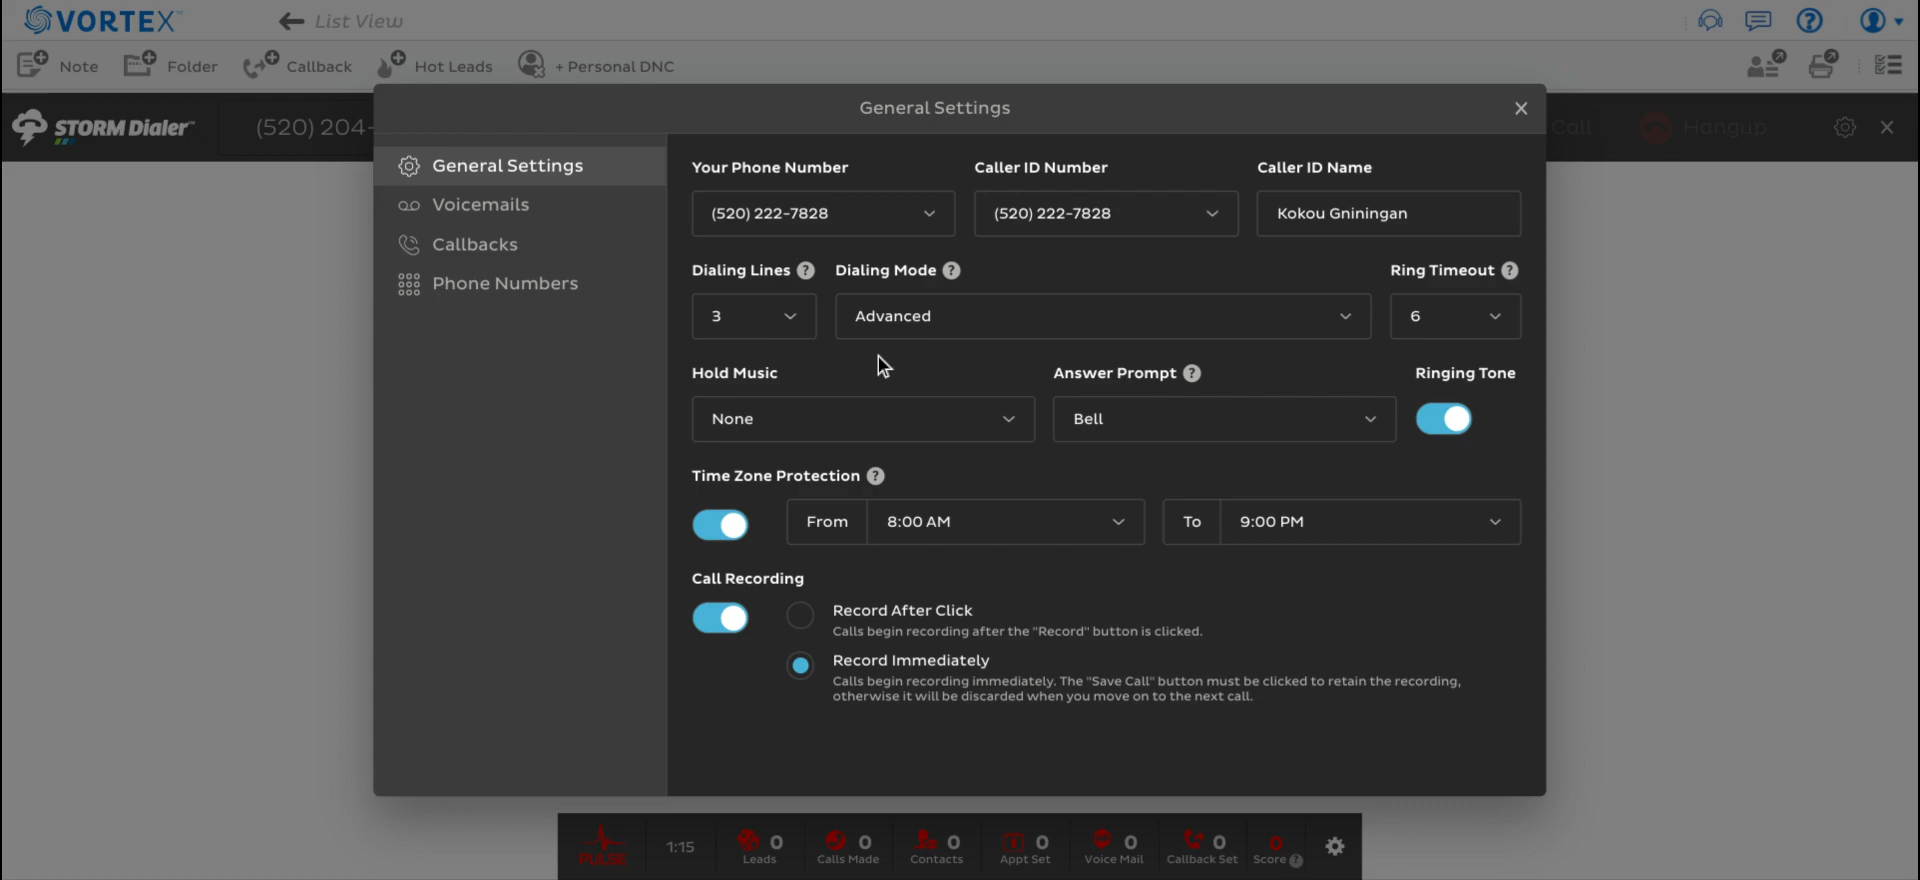 VORTEX
List View
Note
Folder
Callback
Hot Leads
+ Personal DNC
STORM Dialer™
(520) 204-
Call
Hangup
General Settings
General Settings
Voicemails
Callbacks
Phone Numbers
Your Phone Number
Caller ID Number
Caller ID Name
(520) 222-7828
(520) 222-7828
Kokou Gniningan
Dialing Lines ?
Dialing Mode ?
Ring Timeout ?
3
Advanced
6
Hold Music
Answer Prompt ?
Ringing Tone
None
Bell
Time Zone Protection ?
From
8:00 AM
To
9:00 PM
Call Recording
Record After Click
Calls begin recording after the "Record" button is clicked.
Record Immediately
Calls begin recording immediately. The "Save Call" button must be clicked to retain the recording,
otherwise it will be discarded when you move on to the next call.
PULSE
1:15
0
Leads
0
Calls Made
0
Contacts
0
Appt Set
0
Voice Mail
0
Callback Set
0
Score ?